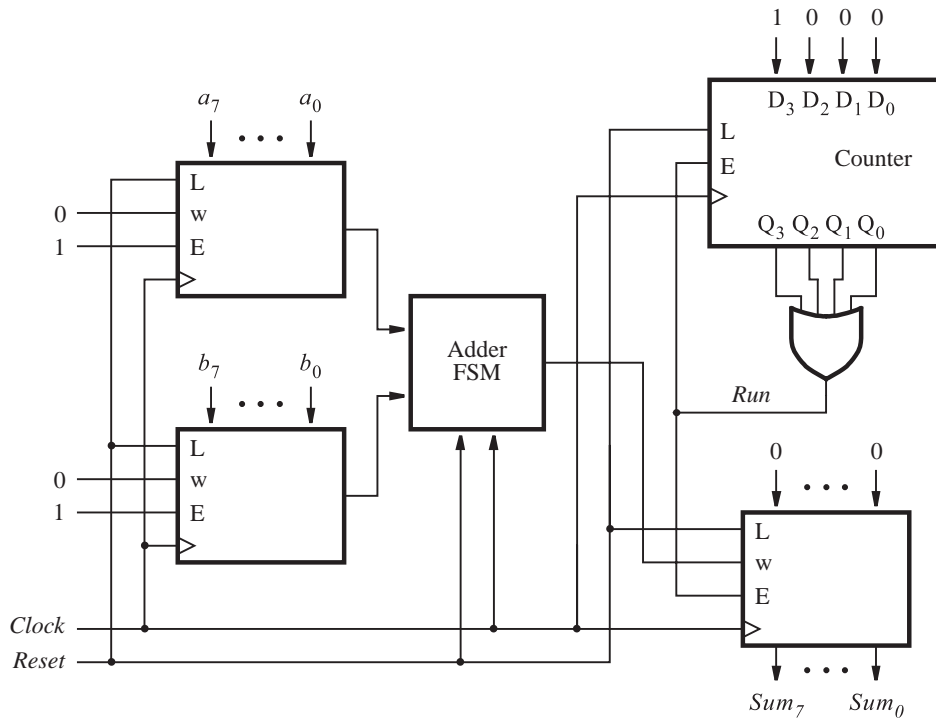 1 0 0 0
D3 D2 D1 D0
L
E
Counter
Q3 Q2 Q1 Q0
a7 • • • a0
L
0 w
1 E
Adder
FSM
b7 • • • b0
L
0 w
1 E
Run
0 • • • 0
L
w
E
Clock
Reset
Sum7 • • • Sum0